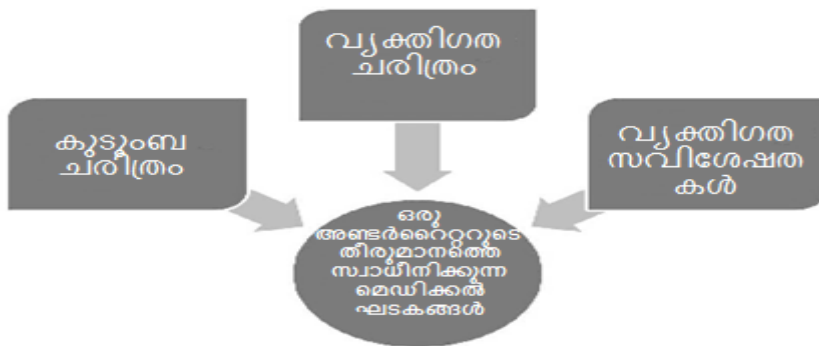 വ്യക്തിഗത
ചരിത്രം
കുടുംബ
ചരിത്രം
വ്യക്തിഗത
സവിശേഷത
കൾ
ഒരു
അണ്ടർറൈറ്ററുടെ
തീരുമാനത്തെ
സ്വാധീനിക്കുന്ന
മെഡിക്കൽ
ഘടകങ്ങൾ